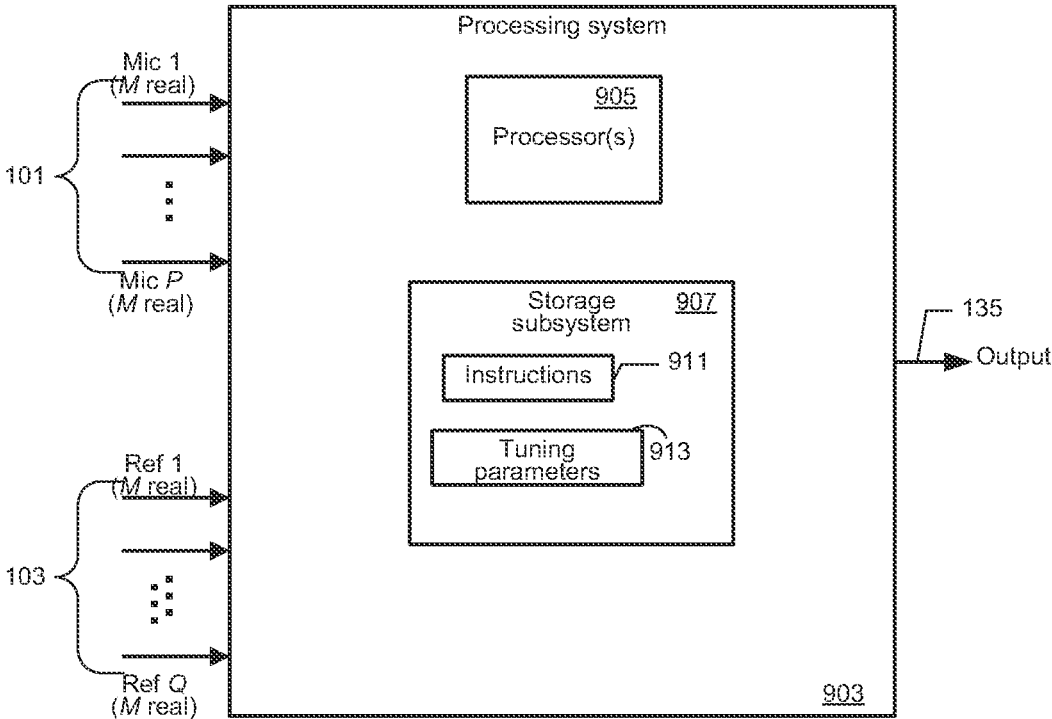 Processing system
Mic 1
(M real)
905
Processor(s)
101
Mic P
(M real)
Storage
subsystem
907
135
Output
Instructions
911
Tuning
parameters
913
Ref 1
(M real)
103
Ref Q
(M real)
903